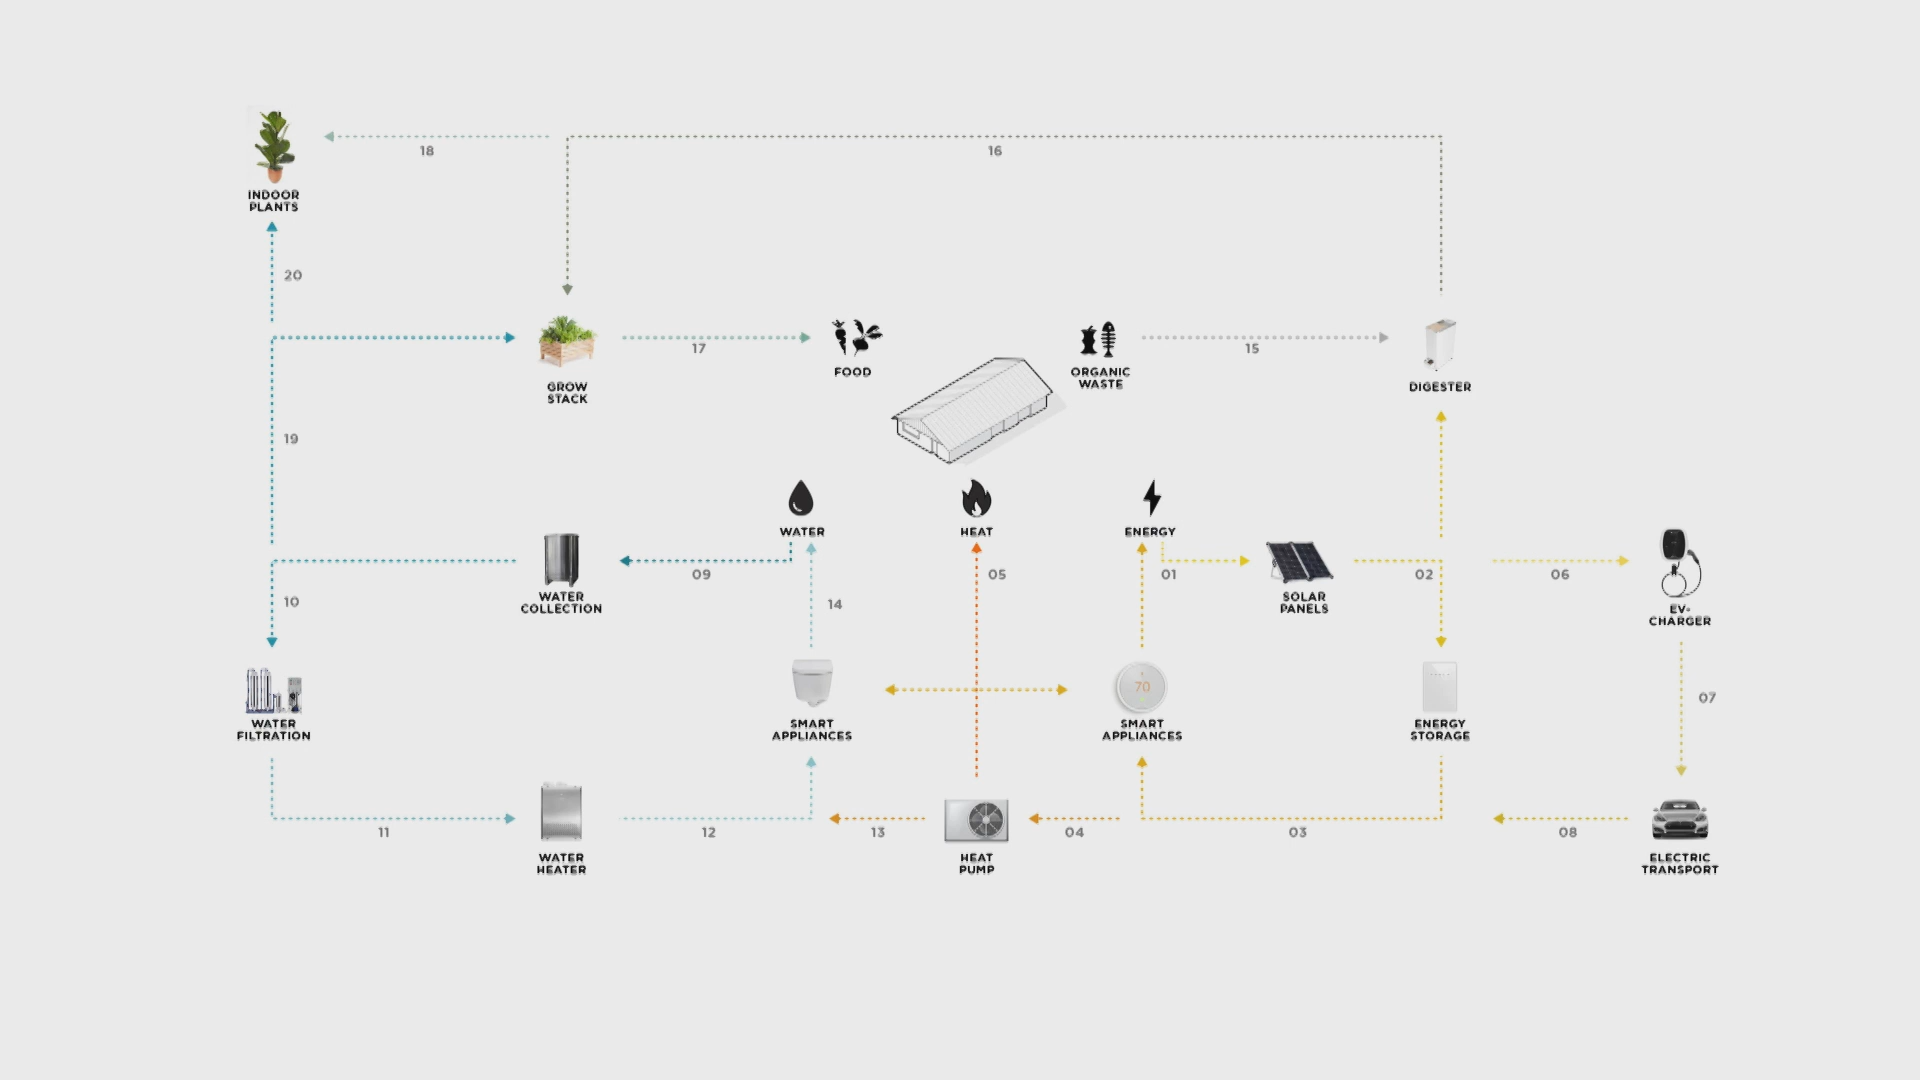 18
16
INDOOR
PLANTS
20
17
FOOD
15
ORGANIC
WASTE
GROW
STACK
DIGESTER
19
WATER
HEAT
ENERGY
09
05
01
02
06
10
WATER
COLLECTION
14
SOLAR
PANELS
EV-
CHARGER
70
07
WATER
FILTRATION
SMART
APPLIANCES
SMART
APPLIANCES
ENERGY
STORAGE
11
12
13
04
03
08
WATER
HEATER
HEAT
PUMP
ELECTRIC
TRANSPORT